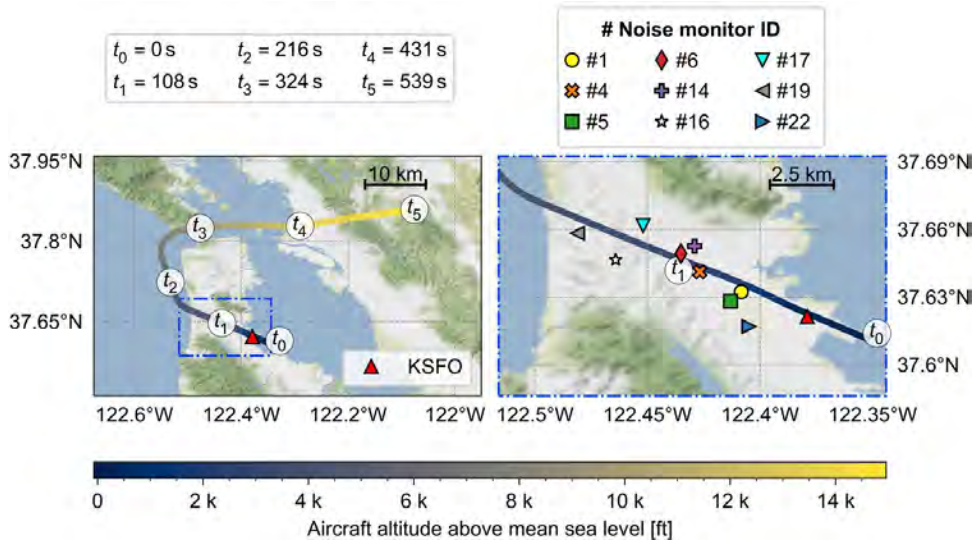 t₀ = 0 s t₂ = 216 s t₄ = 431 s
t₁ = 108 s t₃ = 324 s t₅ = 539 s
# Noise monitor ID
#1 #6 #17
#4 #14 #19
#5 #16 #22
37.95°N
37.8°N
37.65°N
10 km
t₅
t₄
t₃
t₂
t₁
t₀
KSFO
122.6°W 122.4°W 122.2°W 122°W
2.5 km
t₁
t₀
37.69°N
37.66°N
37.63°N
37.6°N
122.5°W 122.45°W 122.4°W 122.35°W
0 2 k 4 k 6 k 8 k 10 k 12 k 14 k
Aircraft altitude above mean sea level [ft]